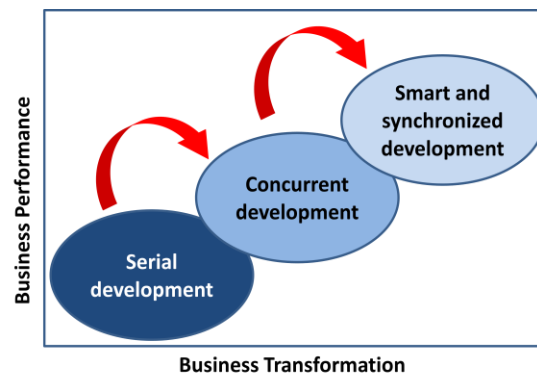 Business Performance
Smart and
synchronized
development
Concurrent
development
Serial
development
Business Transformation